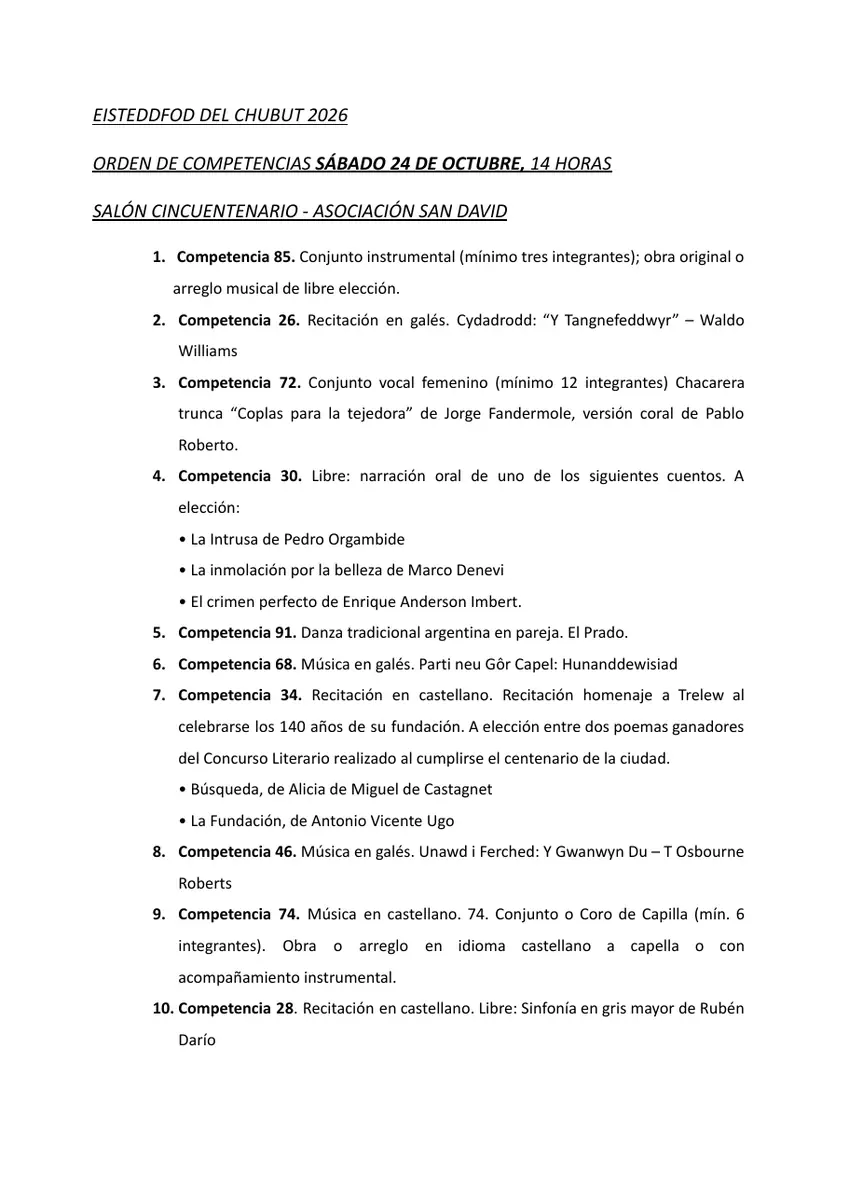 EISTEDDFOD DEL CHUBUT 2026
ORDEN DE COMPETENCIAS SÁBADO 24 DE OCTUBRE, 14 HORAS
SALÓN CINCUENTENARIO - ASOCIACIÓN SAN DAVID
1. Competencia 85. Conjunto instrumental (mínimo tres integrantes); obra original o
arreglo musical de libre elección.
2. Competencia 26. Recitación en galés. Cydadrodd: “Y Tangnefeddwyr” – Waldo
Williams
3. Competencia 72. Conjunto vocal femenino (mínimo 12 integrantes) Chacarera
trunca “Coplas para la tejedora” de Jorge Fandermole, versión coral de Pablo
Roberto.
4. Competencia 30. Libre: narración oral de uno de los siguientes cuentos. A
elección:
• La Intrusa de Pedro Orgambide
• La inmolación por la belleza de Marco Denevi
• El crimen perfecto de Enrique Anderson Imbert.
5. Competencia 91. Danza tradicional argentina en pareja. El Prado.
6. Competencia 68. Música en galés. Parti neu Gôr Capel: Hunanddewisiad
7. Competencia 34. Recitación en castellano. Recitación homenaje a Trelew al
celebrarse los 140 años de su fundación. A elección entre dos poemas ganadores
del Concurso Literario realizado al cumplirse el centenario de la ciudad.
• Búsqueda, de Alicia de Miguel de Castagnet
• La Fundación, de Antonio Vicente Ugo
8. Competencia 46. Música en galés. Unawd i Ferched: Y Gwanwyn Du – T Osbourne
Roberts
9. Competencia 74. Música en castellano. 74. Conjunto o Coro de Capilla (mín. 6
integrantes). Obra o arreglo en idioma castellano a capella o con
acompañamiento instrumental.
10. Competencia 28. Recitación en castellano. Libre: Sinfonía en gris mayor de Rubén
Darío